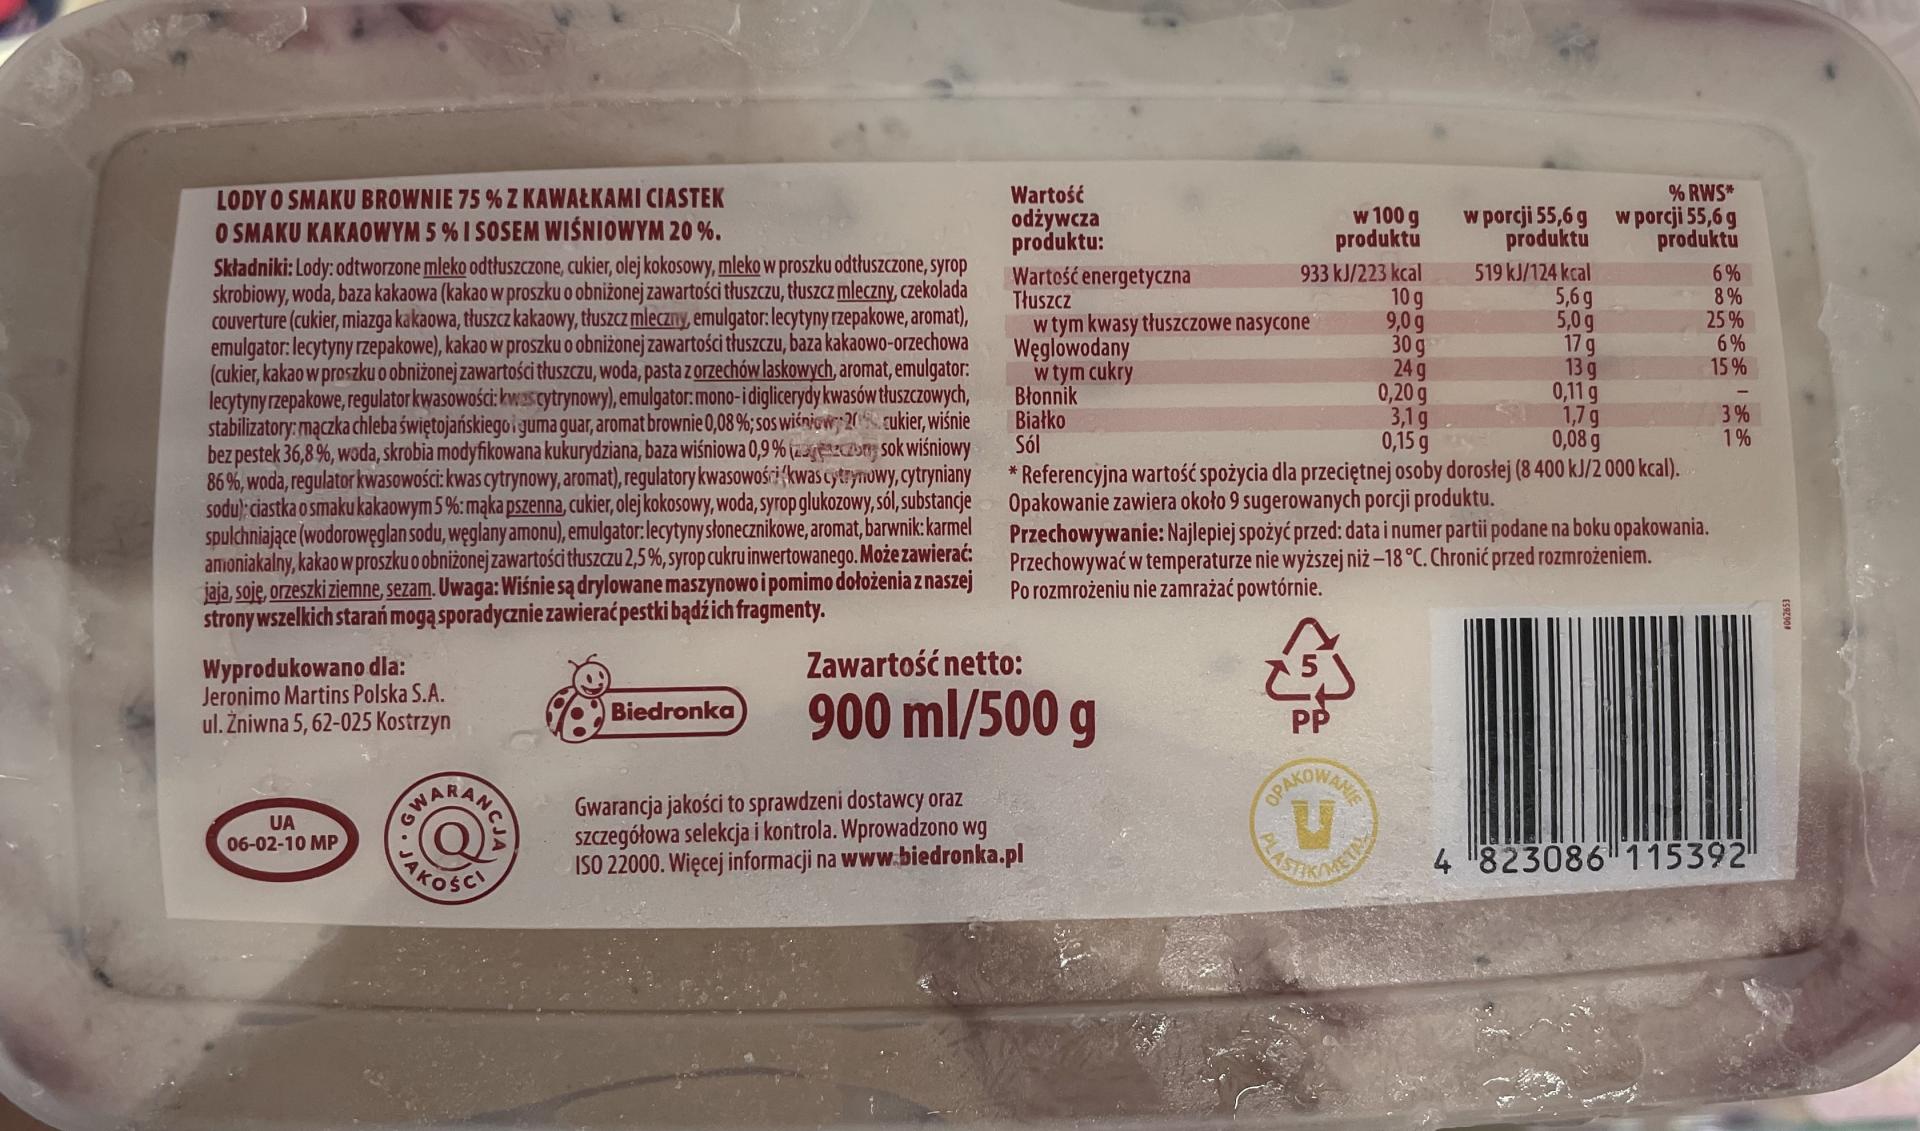 LODY O SMAKU BROWNIE 75 % Z KAWAŁKAMI CIASTEK
O SMAKU KAKAOWYM 5 % I SOSEM WIŚNIOWYM 20 %.
Składniki: Lody: odtworzone mleko odtłuszczone, cukier, olej kokosowy, mleko w proszku odtłuszczone, syrop
skrobiowy, woda, baza kakaowa (kakao w proszku o obniżonej zawartości tłuszczu, tłuszcz mleczny, czekolada
couverture (cukier, miazga kakaowa, tłuszcz kakaowy, tłuszcz mleczny, emulgator: lecytyny rzepakowe, aromat),
emulgator: lecytyny rzepakowe), kakao w proszku o obniżonej zawartości tłuszczu, baza kakaowo-orzechowa
(cukier, kakao w proszku o obniżonej zawartości tłuszczu, woda, pasta z orzechów laskowych, aromat, emulgator:
lecytyny rzepakowe, regulator kwasowości: kwas cytrynowy), emulgator: mono- i diglicerydy kwasów tłuszczowych,
stabilizatory: mączka chleba świętojańskiego i guma guar, aromat brownie 0,08 %; sos wiśniowy 20 %: cukier, wiśnie
bez pestek 36,8 %, woda, skrobia modyfikowana kukurydziana, baza wiśniowa 0,9 % (zagęszczony sok wiśniowy
86 %, woda, regulator kwasowości: kwas cytrynowy, aromat), regulatory kwasowości (kwas cytrynowy, cytryniany
sodu); ciastka o smaku kakaowym 5 %: mąka pszenna, cukier, olej kokosowy, woda, syrop glukozowy, sól, substancje
spulchniające (wodorowęglan sodu, węglany amonu), emulgator: lecytyny słonecznikowe, aromat, barwnik: karmel
amoniakalny, kakao w proszku o obniżonej zawartości tłuszczu 2,5 %, syrop cukru inwertowanego. Może zawierać:
jaja, soję, orzeszki ziemne, sezam. Uwaga: Wiśnie są drylowane maszynowo i pomimo dołożenia z naszej
strony wszelkich starań mogą sporadycznie zawierać pestki bądź ich fragmenty.
Wyprodukowano dla:
Jeronimo Martins Polska S.A.
ul. Żniwna 5, 62-025 Kostrzyn
Biedronka
Zawartość netto:
900 ml/500 g
UA
06-02-10 MP
GWARANCJA
Q
JAKOŚCI
Gwarancja jakości to sprawdzeni dostawcy oraz
szczegółowa selekcja i kontrola. Wprowadzono wg
ISO 22000. Więcej informacji na www.biedronka.pl
Wartość odżywcza produktu: w 100 g produktu w porcji 55,6 g produktu % RWS* w porcji 55,6 g produktu
Wartość energetyczna 933 kJ/223 kcal 519 kJ/124 kcal 6 %
Tłuszcz 10 g 5,6 g 8 %
w tym kwasy tłuszczowe nasycone 9,0 g 5,0 g 25 %
Węglowodany 30 g 17 g 6 %
w tym cukry 24 g 13 g 15 %
Błonnik 0,20 g 0,11 g –
Białko 3,1 g 1,7 g 3 %
Sól 0,15 g 0,08 g 1 %
* Referencyjna wartość spożycia dla przeciętnej osoby dorosłej (8 400 kJ/2 000 kcal).
Opakowanie zawiera około 9 sugerowanych porcji produktu.
Przechowywanie: Najlepiej spożyć przed: data i numer partii podane na boku opakowania.
Przechowywać w temperaturze nie wyższej niż –18 °C. Chronić przed rozmrożeniem.
Po rozmrożeniu nie zamrażać powtórnie.
5
PP
OPAKOWANIE
PLASTIK/METAL
#062653
4 823086 115392